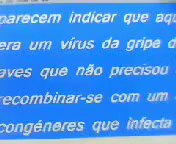 parecem indicar que aqu
era um vírus da gripe d
aves que não precisou
recombinar-se com um
congéneres que infecta